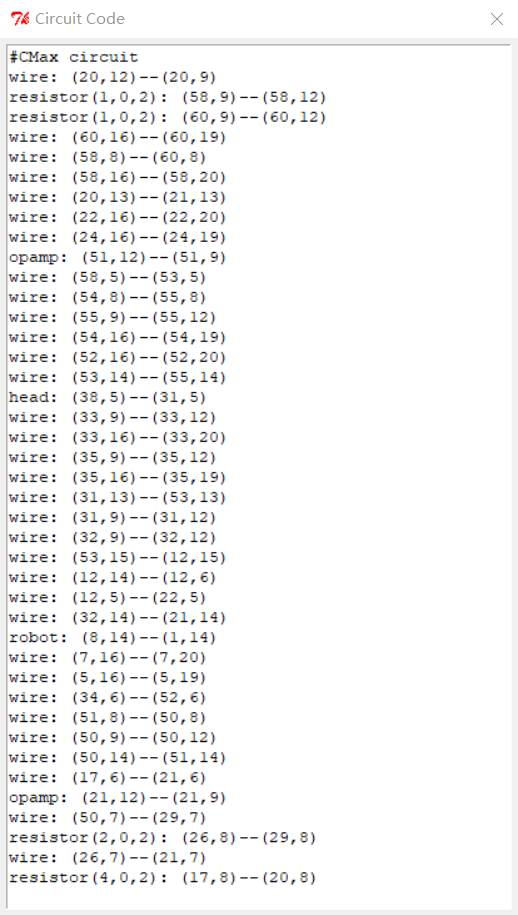 Circuit Code
#CMax circuit
wire: (20,12)--(20,9)
resistor(1,0,2): (58,9)--(58,12)
resistor(1,0,2): (60,9)--(60,12)
wire: (60,16)--(60,19)
wire: (58,8)--(60,8)
wire: (58,16)--(58,20)
wire: (20,13)--(21,13)
wire: (22,16)--(22,20)
wire: (24,16)--(24,19)
opamp: (51,12)--(51,9)
wire: (58,5)--(53,5)
wire: (54,8)--(55,8)
wire: (55,9)--(55,12)
wire: (54,16)--(54,19)
wire: (52,16)--(52,20)
wire: (53,14)--(55,14)
head: (38,5)--(31,5)
wire: (33,9)--(33,12)
wire: (33,16)--(33,20)
wire: (35,9)--(35,12)
wire: (35,16)--(35,19)
wire: (31,13)--(53,13)
wire: (31,9)--(31,12)
wire: (32,9)--(32,12)
wire: (53,15)--(12,15)
wire: (12,14)--(12,6)
wire: (12,5)--(22,5)
wire: (32,14)--(21,14)
robot: (8,14)--(1,14)
wire: (7,16)--(7,20)
wire: (5,16)--(5,19)
wire: (34,6)--(52,6)
wire: (51,8)--(50,8)
wire: (50,9)--(50,12)
wire: (50,14)--(51,14)
wire: (17,6)--(21,6)
opamp: (21,12)--(21,9)
wire: (50,7)--(29,7)
resistor(2,0,2): (26,8)--(29,8)
wire: (26,7)--(21,7)
resistor(4,0,2): (17,8)--(20,8)